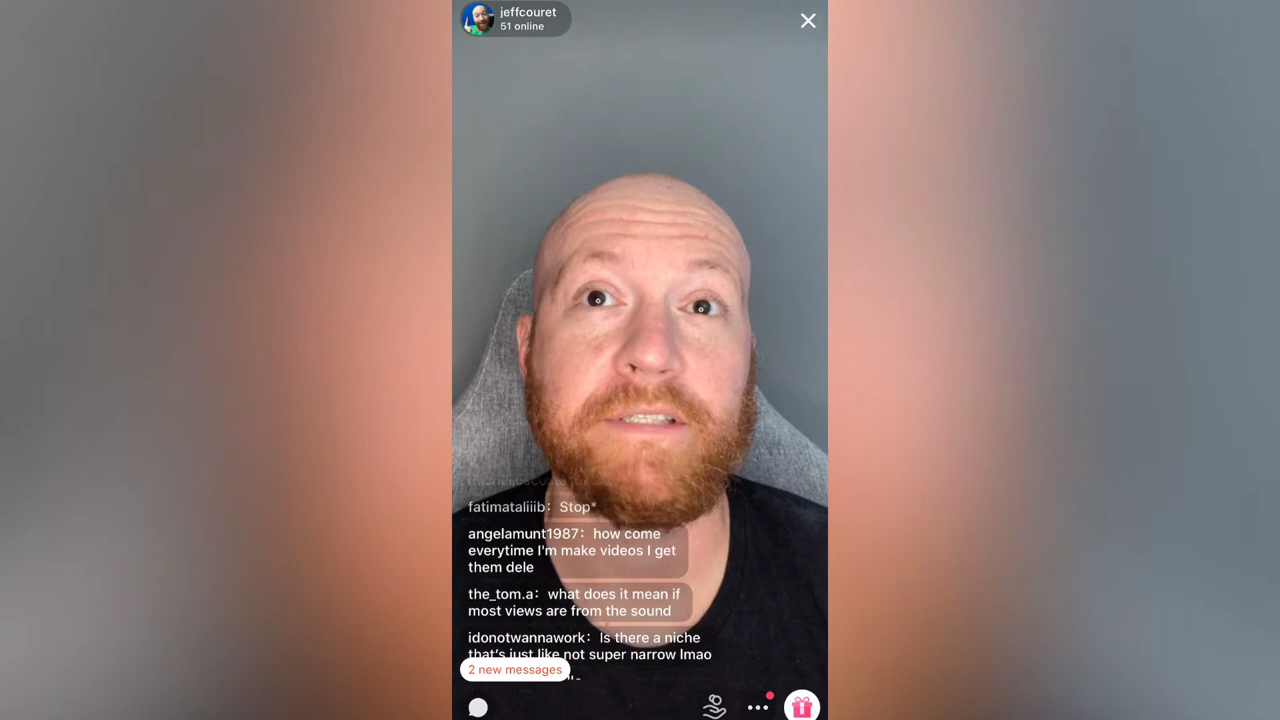 jeffcouret
51 online
fatimataliiib: Stop*
angelamunt1987: how come
everytime I'm make videos I get
them dele
the_tom.a: what does it mean if
most views are from the sound
idonotwannawork: Is there a niche
that's just like not super narrow lmao
2 new messages